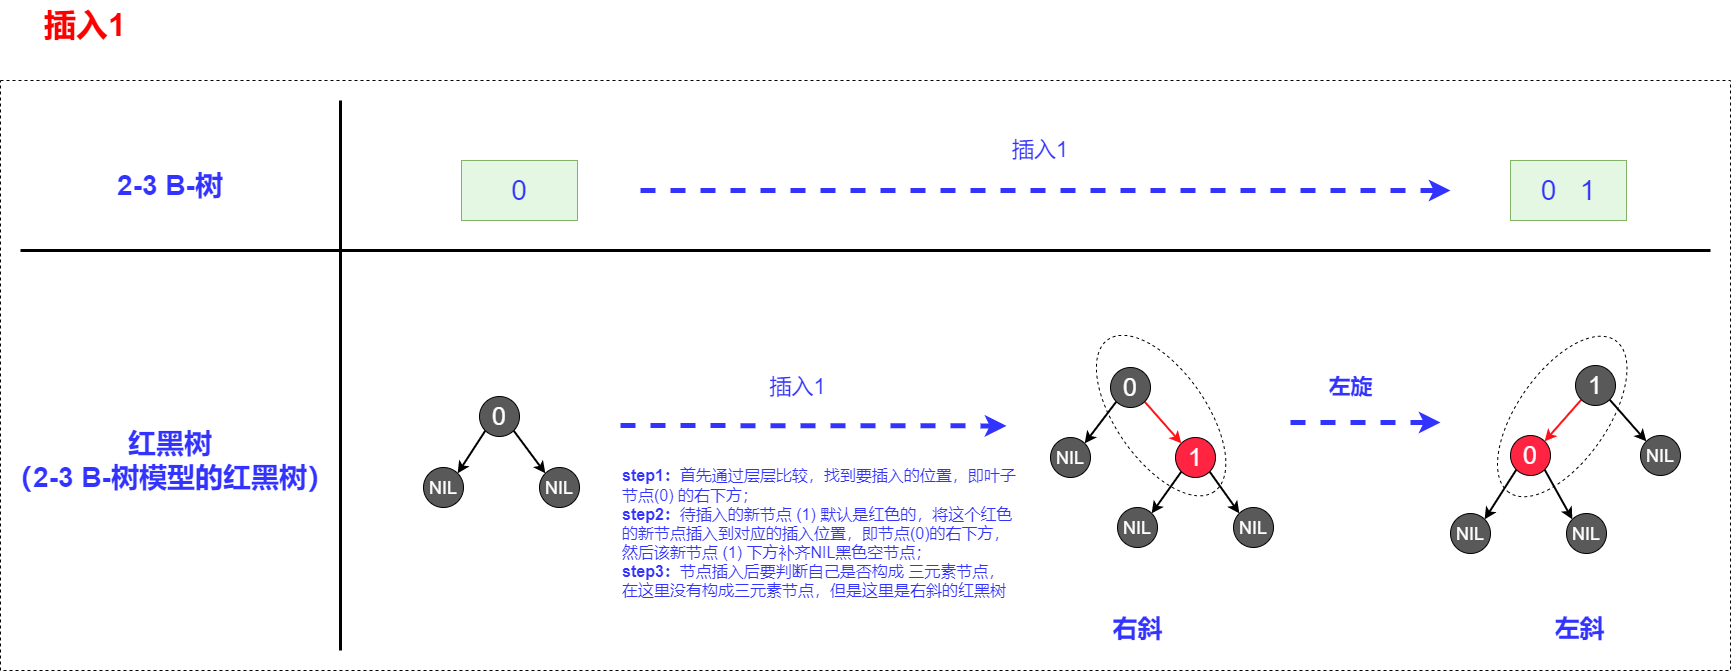 插入1
2-3 B-树
0
插入1
0 1
红黑树
（2-3 B-树模型的红黑树）
0
NIL
NIL
插入1
step1：首先通过层层比较，找到要插入的位置，即叶子
节点(0) 的右下方；
step2：待插入的新节点 (1) 默认是红色的，将这个红色
的新节点插入到对应的插入位置，即节点(0)的右下方，
然后该新节点 (1) 下方补齐NIL黑色空节点；
step3：节点插入后要判断自己是否构成 三元素节点，
在这里没有构成三元素节点，但是这里是右斜的红黑树
0
NIL
1
NIL
NIL
右斜
左旋
1
0
NIL
NIL
NIL
左斜